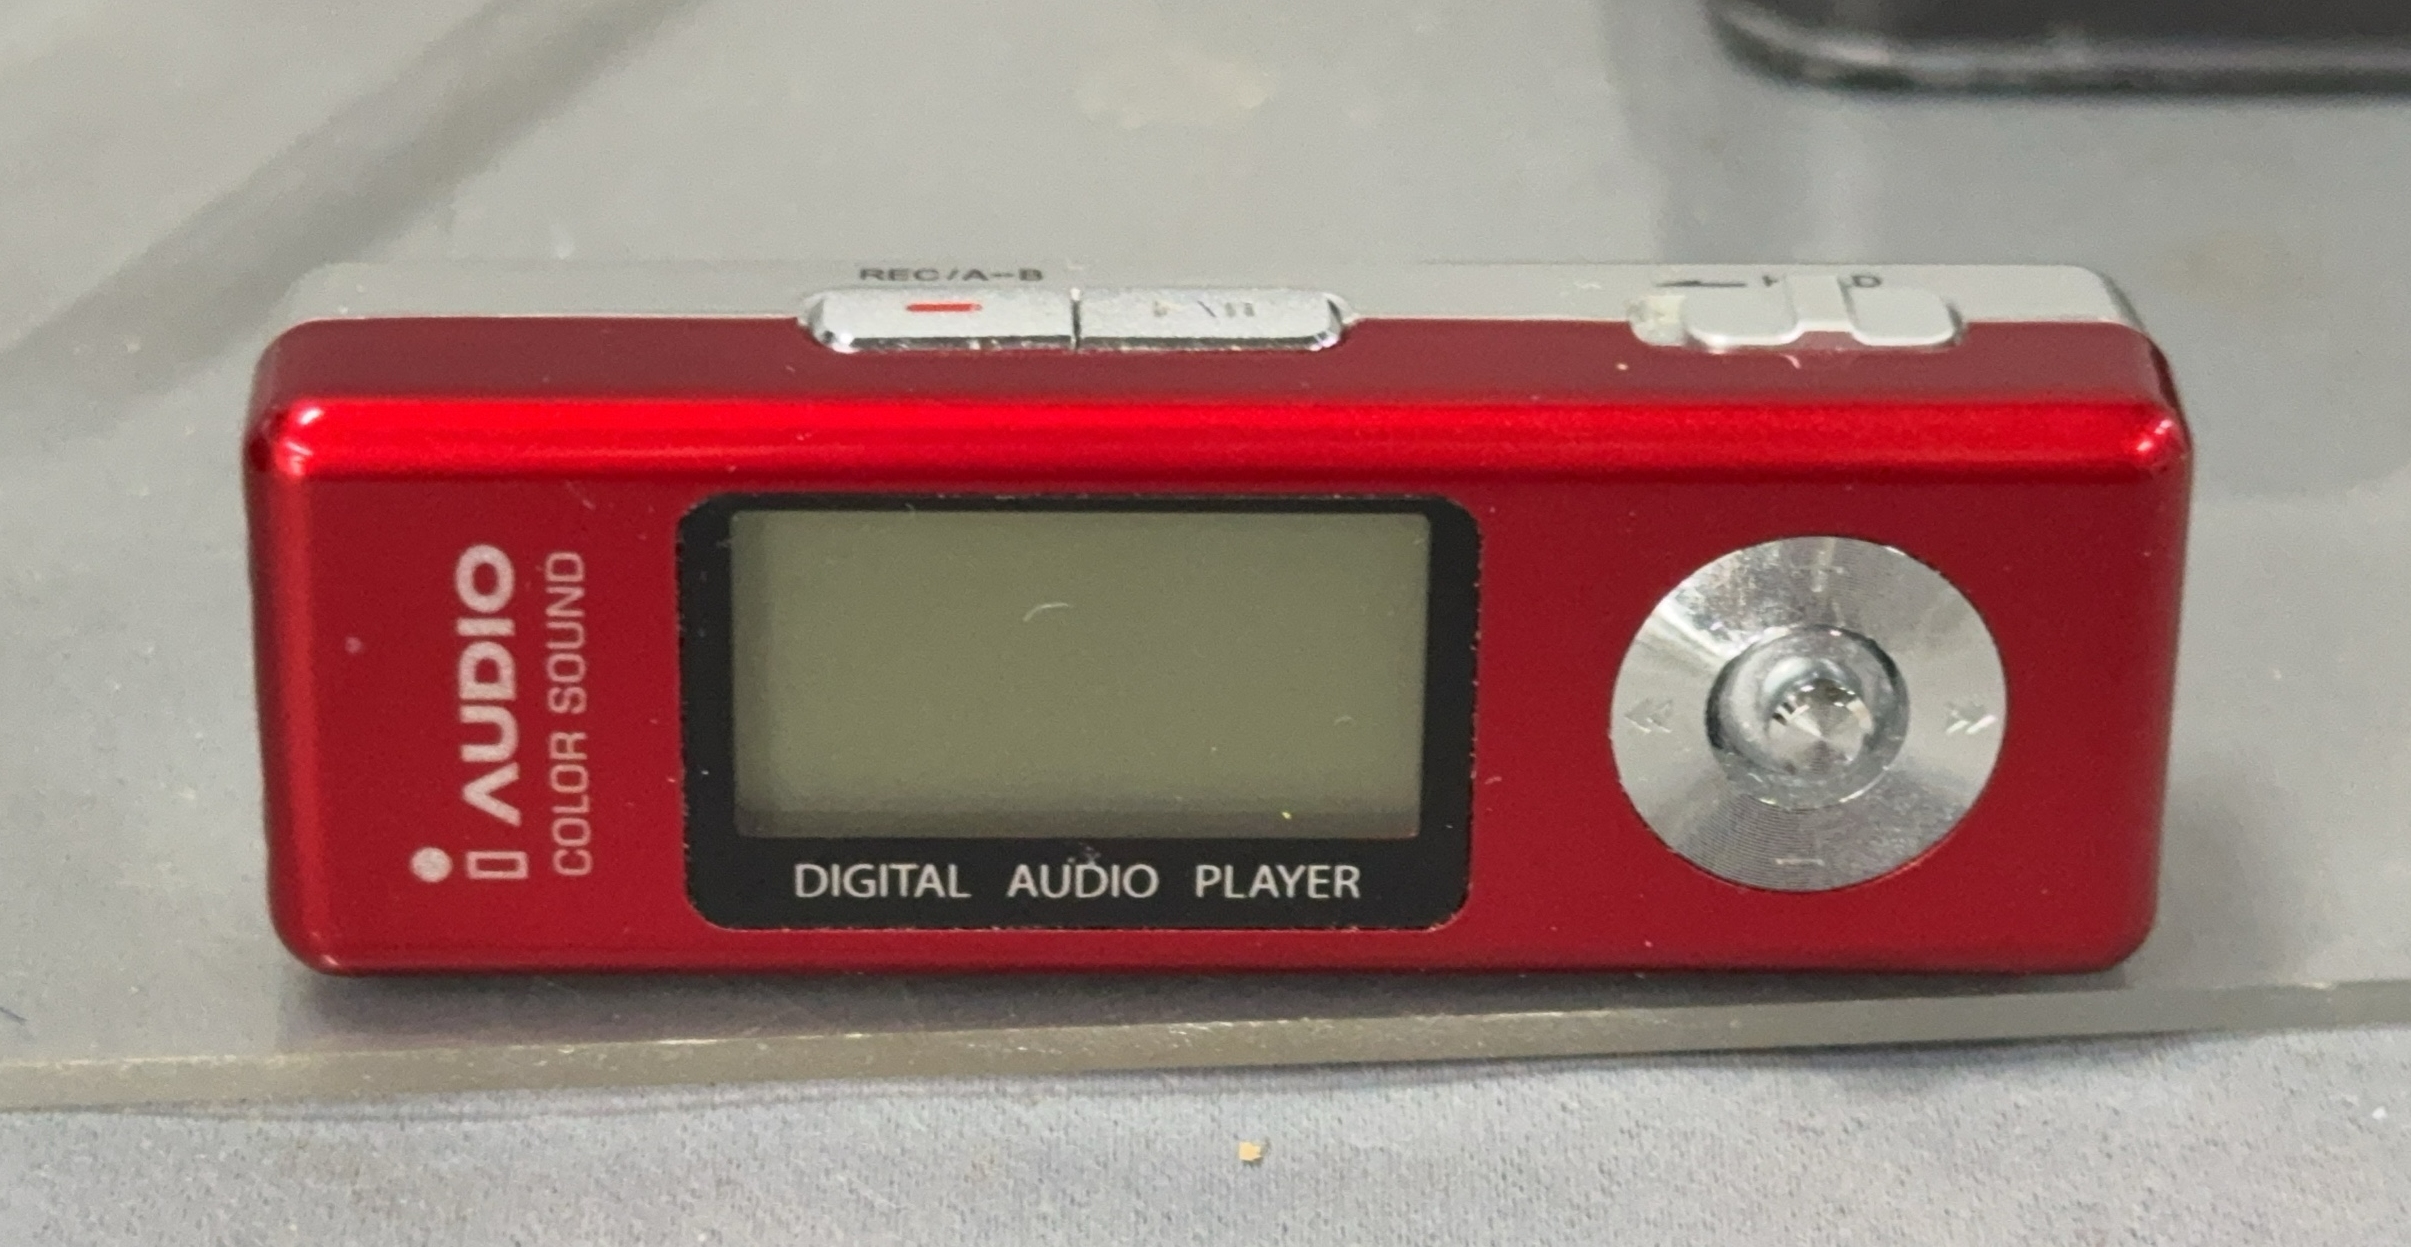 REC/A-B
iAUDIO
COLOR SOUND
DIGITAL AUDIO PLAYER